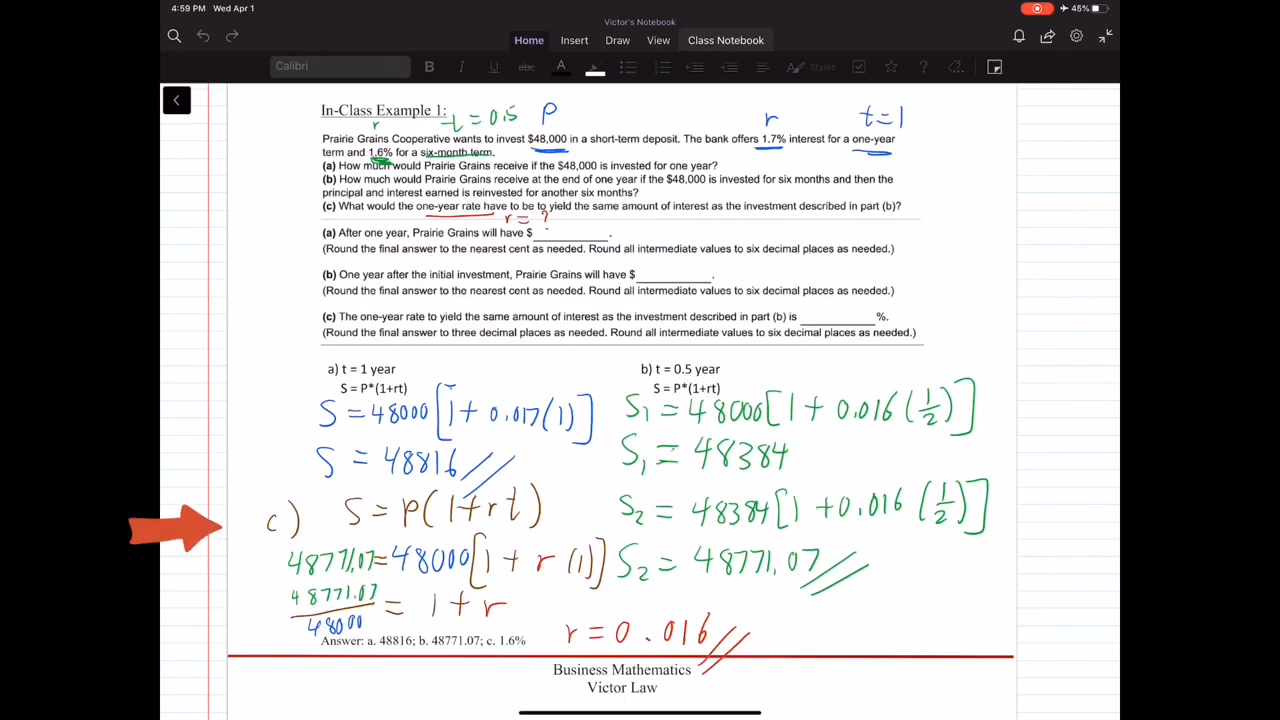 4:59 PM Wed Apr 1
45%
Victor's Notebook
Home Insert Draw View Class Notebook
Calibri B I U abc A Styles
In-Class Example 1:
r t = 0.5 P r t = 1
Prairie Grains Cooperative wants to invest $48,000 in a short-term deposit. The bank offers 1.7% interest for a one-year
term and 1.6% for a six-month term.
(a) How much would Prairie Grains receive if the $48,000 is invested for one year?
(b) How much would Prairie Grains receive at the end of one year if the $48,000 is invested for six months and then the
principal and interest earned is reinvested for another six months?
(c) What would the one-year rate have to be to yield the same amount of interest as the investment described in part (b)?
r = ?
(a) After one year, Prairie Grains will have $__________.
(Round the final answer to the nearest cent as needed. Round all intermediate values to six decimal places as needed.)
(b) One year after the initial investment, Prairie Grains will have $__________.
(Round the final answer to the nearest cent as needed. Round all intermediate values to six decimal places as needed.)
(c) The one-year rate to yield the same amount of interest as the investment described in part (b) is __________%.
(Round the final answer to three decimal places as needed. Round all intermediate values to six decimal places as needed.)
a) t = 1 year
S = P*(1+rt)
S = 48000 [1 + 0.017 (1)]
S = 48816
b) t = 0.5 year
S = P*(1+rt)
S1 = 48000 [1 + 0.016 (1/2)]
S1 = 48384
S2 = 48384 [1 + 0.016 (1/2)]
S2 = 48771.07
c) S = P(1+rt)
48771.07 = 48000 [1 + r (1)]
48771.07/48000 = 1 + r
r = 0.016
Answer: a. 48816; b. 48771.07; c. 1.6%
Business Mathematics
Victor Law